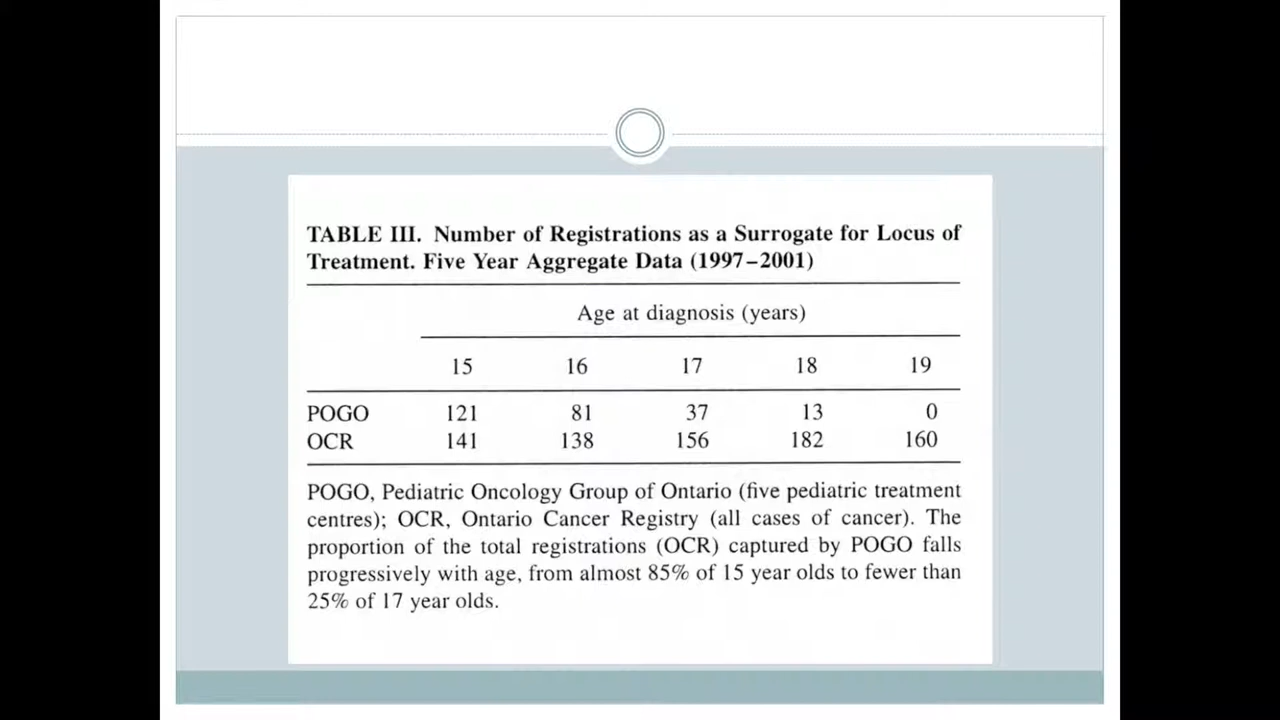 TABLE III. Number of Registrations as a Surrogate for Locus of
Treatment. Five Year Aggregate Data (1997–2001)
Age at diagnosis (years)
15 16 17 18 19
POGO 121 81 37 13 0
OCR 141 138 156 182 160
POGO, Pediatric Oncology Group of Ontario (five pediatric treatment
centres); OCR, Ontario Cancer Registry (all cases of cancer). The
proportion of the total registrations (OCR) captured by POGO falls
progressively with age, from almost 85% of 15 year olds to fewer than
25% of 17 year olds.